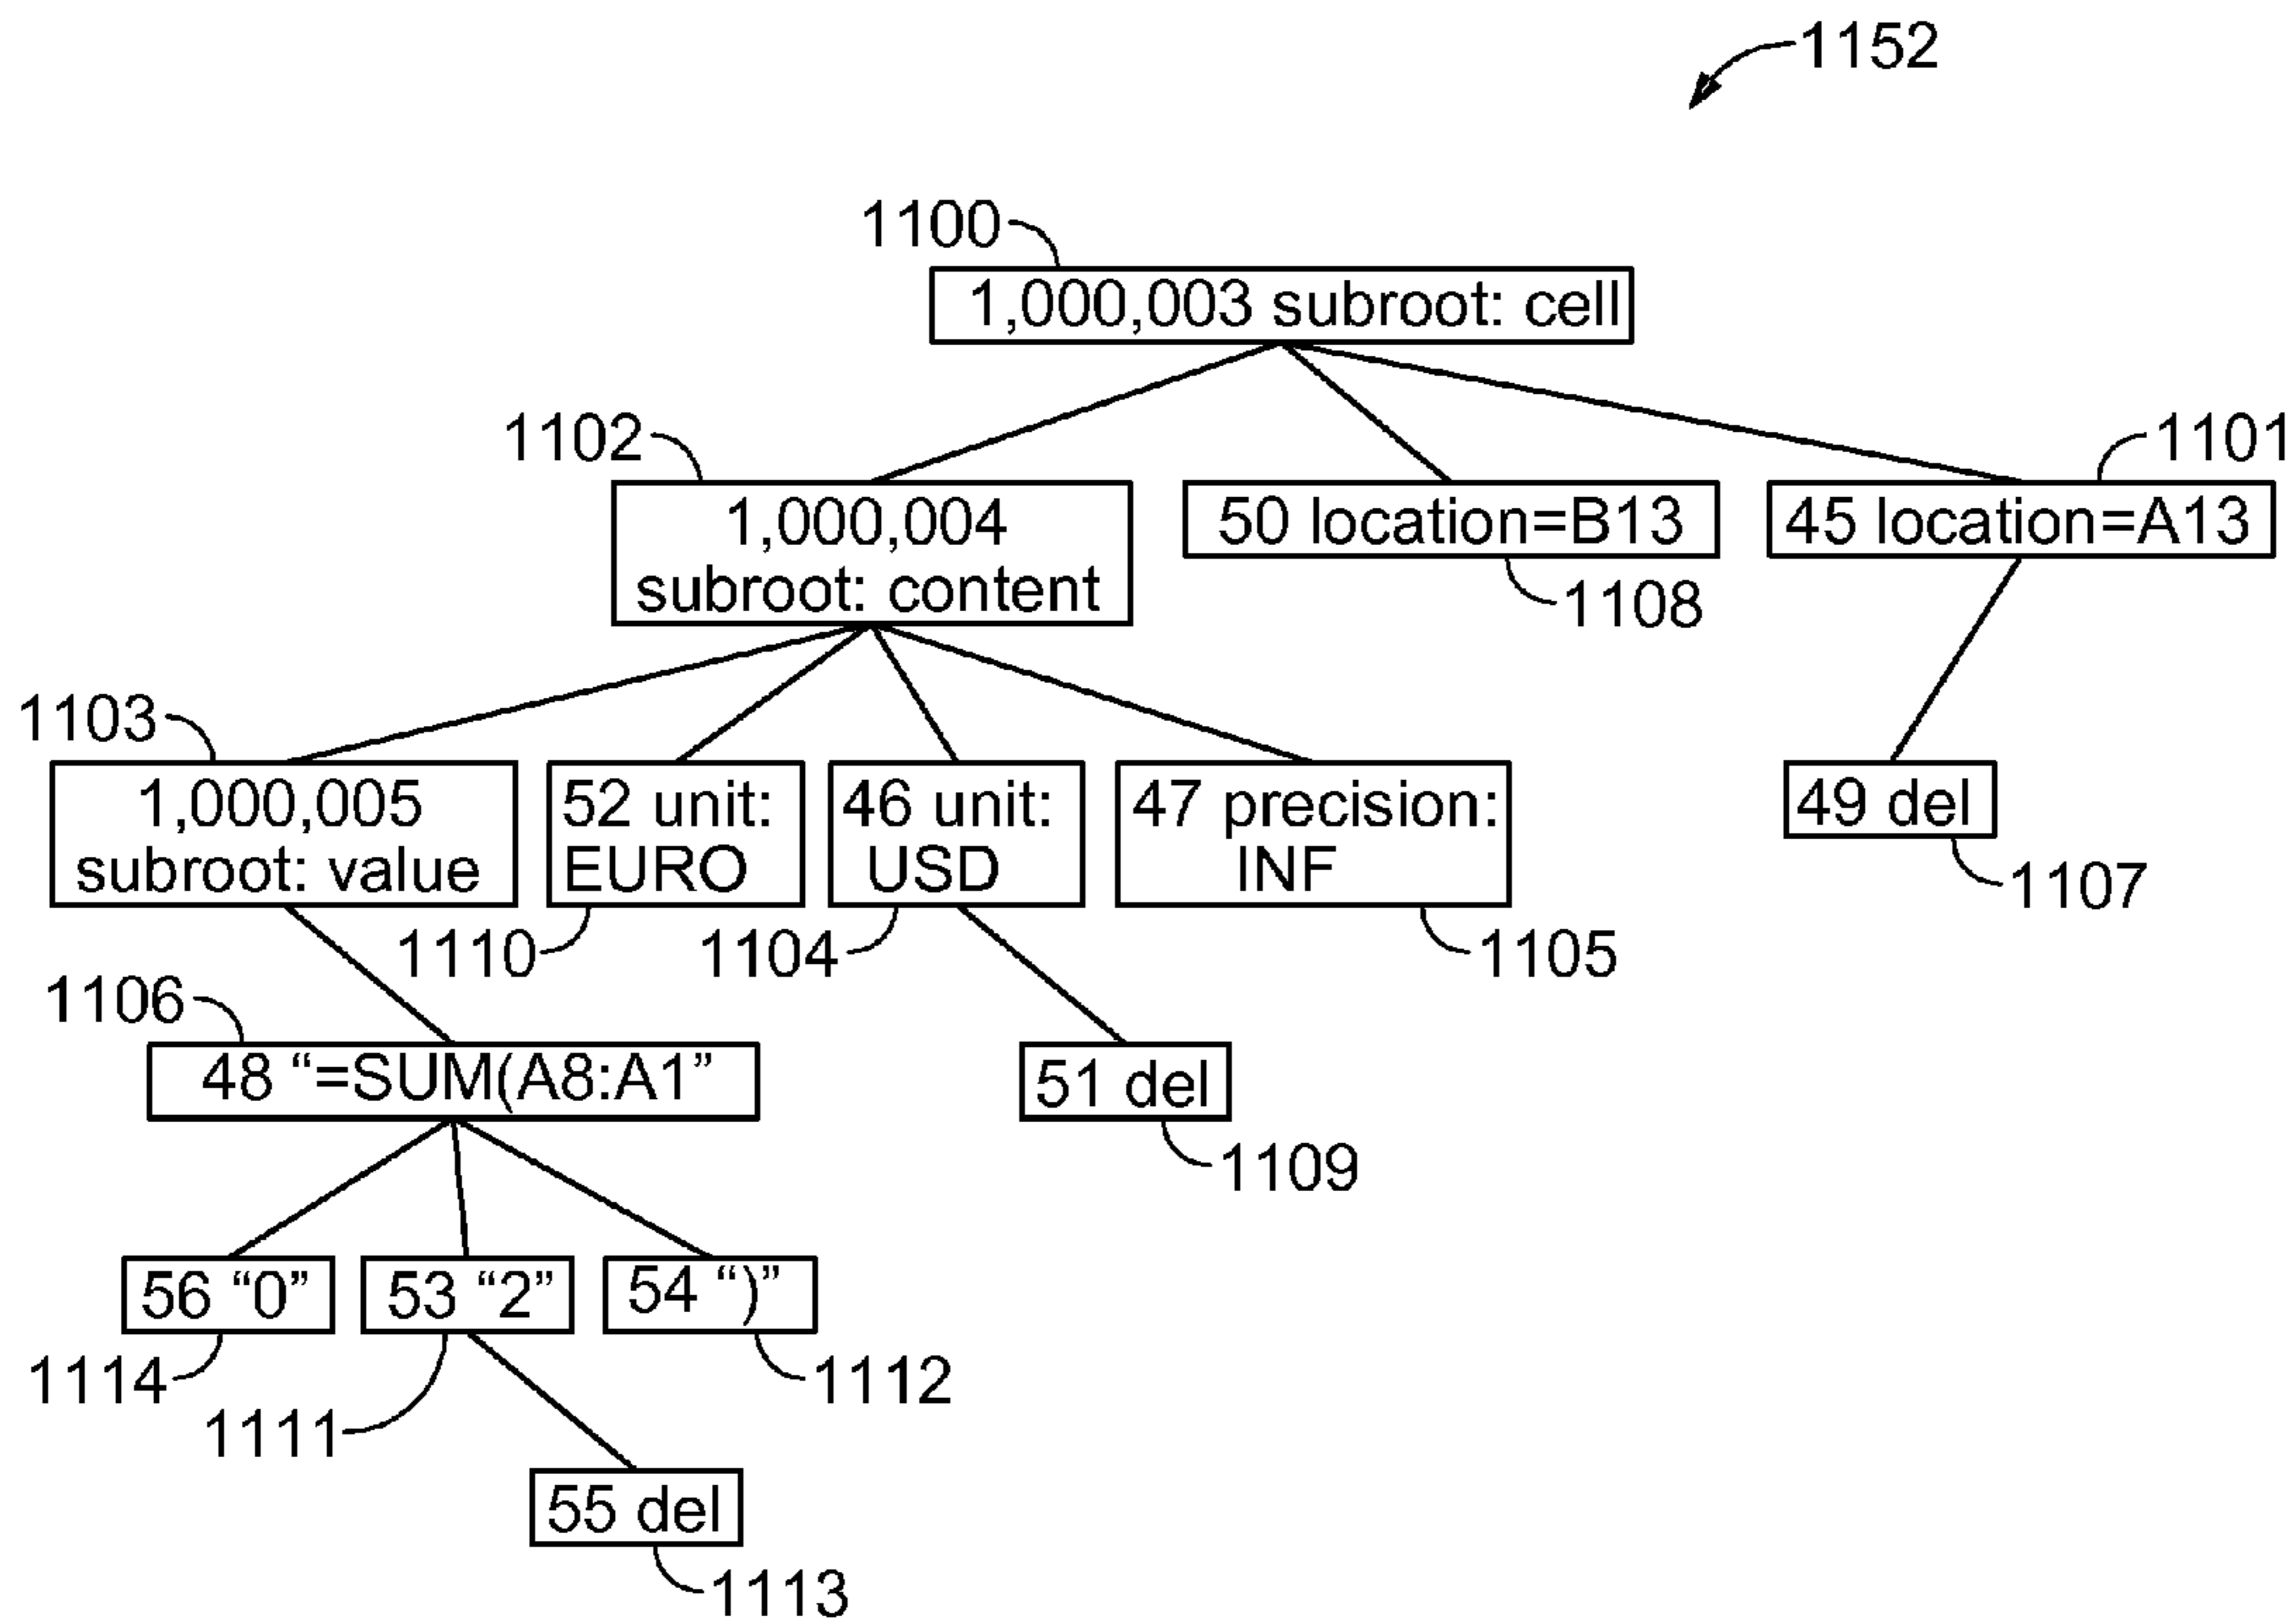 1152
1100
1,000,003 subroot: cell
1102
1101
1,000,004
subroot: content
50 location=B13
45 location=A13
1108
1103
1,000,005
subroot: value
52 unit:
EURO
46 unit:
USD
47 precision:
INF
49 del
1107
1110
1104
1105
1106
48 “=SUM(A8:A1”
51 del
1109
56 “0”
53 “2”
54 “)”
1114
1111
1112
55 del
1113